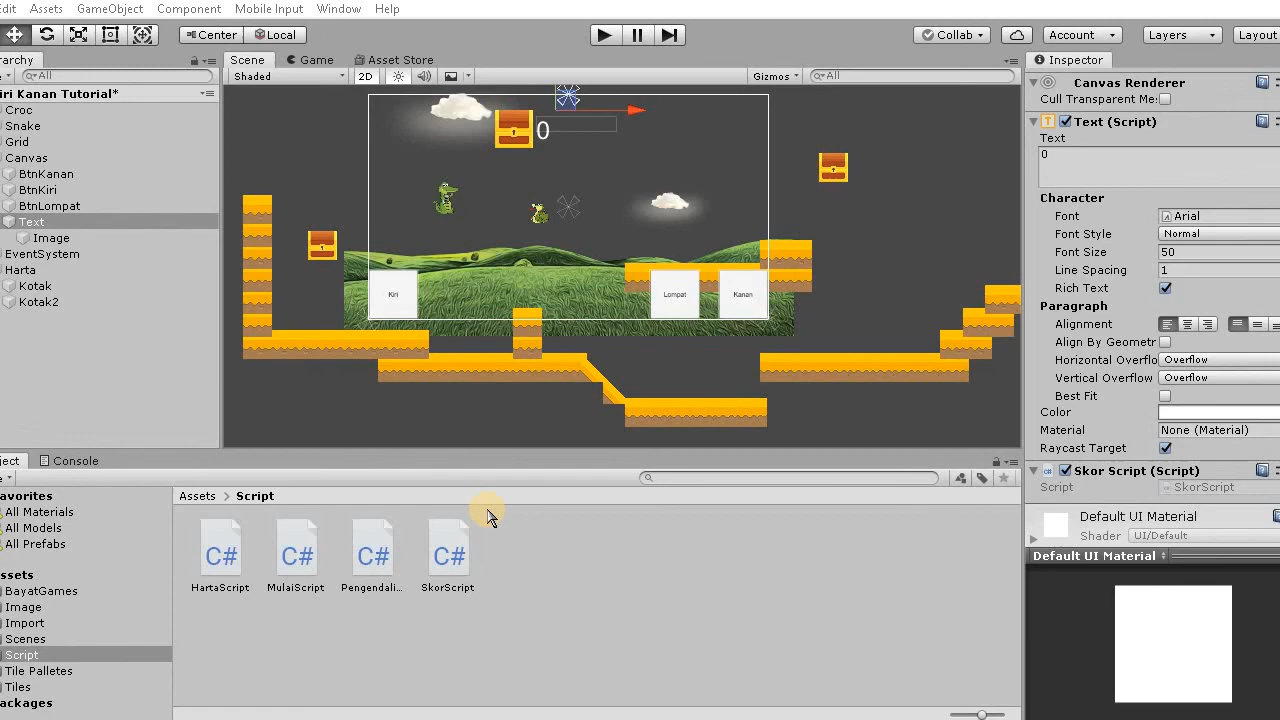 Edit Assets GameObject Component Mobile Input Window Help
Center Local Collab Account Layers Layout
erarchy Scene Game Asset Store Inspector
All Shaded 2D Gizmos All Canvas Renderer
Cull Transparent Me:
iri Kanan Tutorial*
Croc
Snake
Grid
Canvas
BtnKanan
BtnKiri
BtnLompat
Text
Image
EventSystem
Harta
Kotak
Kotak2
0
Kiri Lompat Kanan
Text (Script)
Text
0
Character
Font Arial
Font Style Normal
Font Size 50
Line Spacing 1
Rich Text
Paragraph
Alignment
Align By Geometr
Horizontal Overflo Overflow
Vertical Overflow Overflow
Best Fit
Color
Material None (Material)
Raycast Target
Skor Script (Script)
Script SkorScript
Default UI Material
Shader UI/Default
Default UI Material
ject Console
avorites
All Materials
All Models
All Prefabs
ssets
BayatGames
Image
Import
Scenes
Script
Tile Palletes
Tiles
ackages
Assets > Script
C# C# C# C#
HartaScript MulaiScript Pengendali... SkorScript